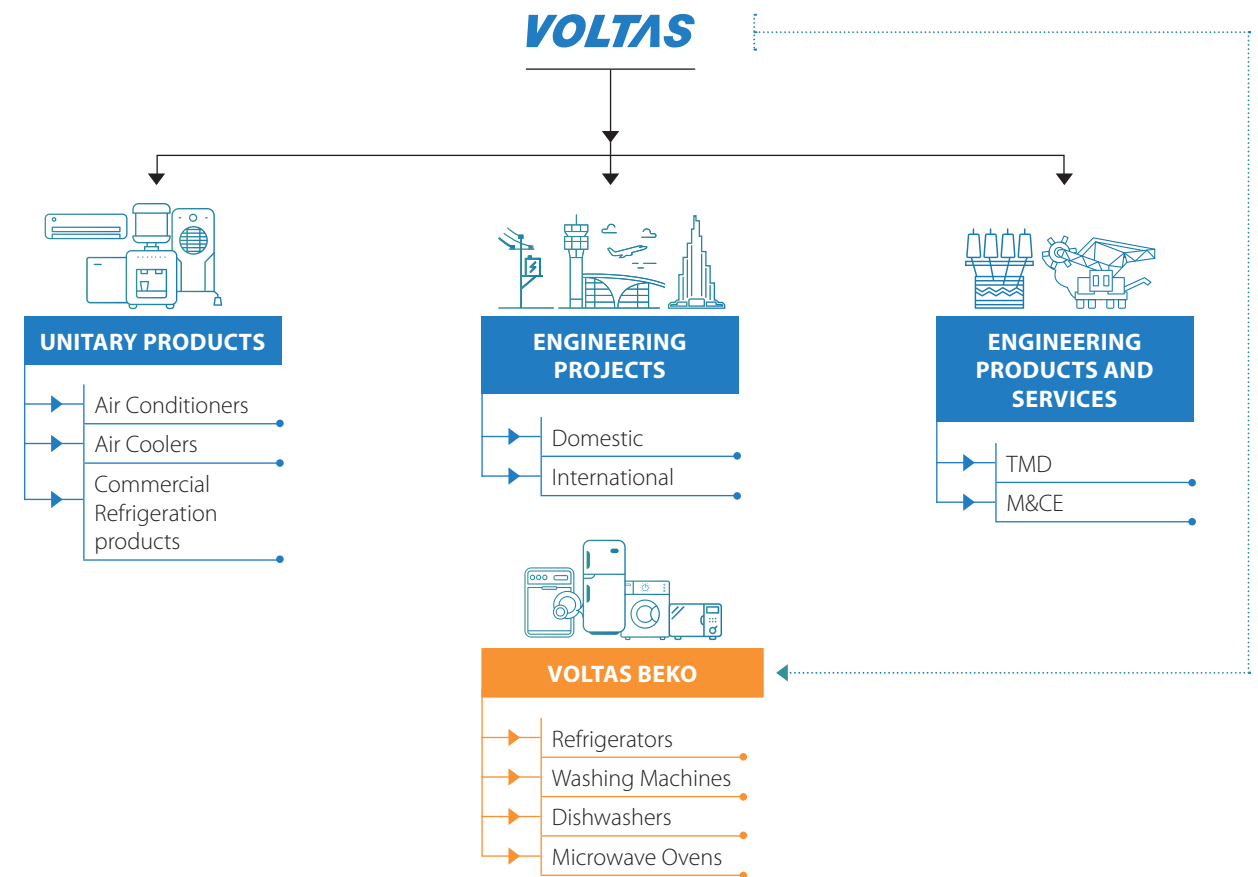 VOLTAS
UNITARY PRODUCTS
Air Conditioners
Air Coolers
Commercial
Refrigeration
products
ENGINEERING
PROJECTS
Domestic
International
ENGINEERING
PRODUCTS AND
SERVICES
TMD
M&CE
VOLTAS BEKO
Refrigerators
Washing Machines
Dishwashers
Microwave Ovens